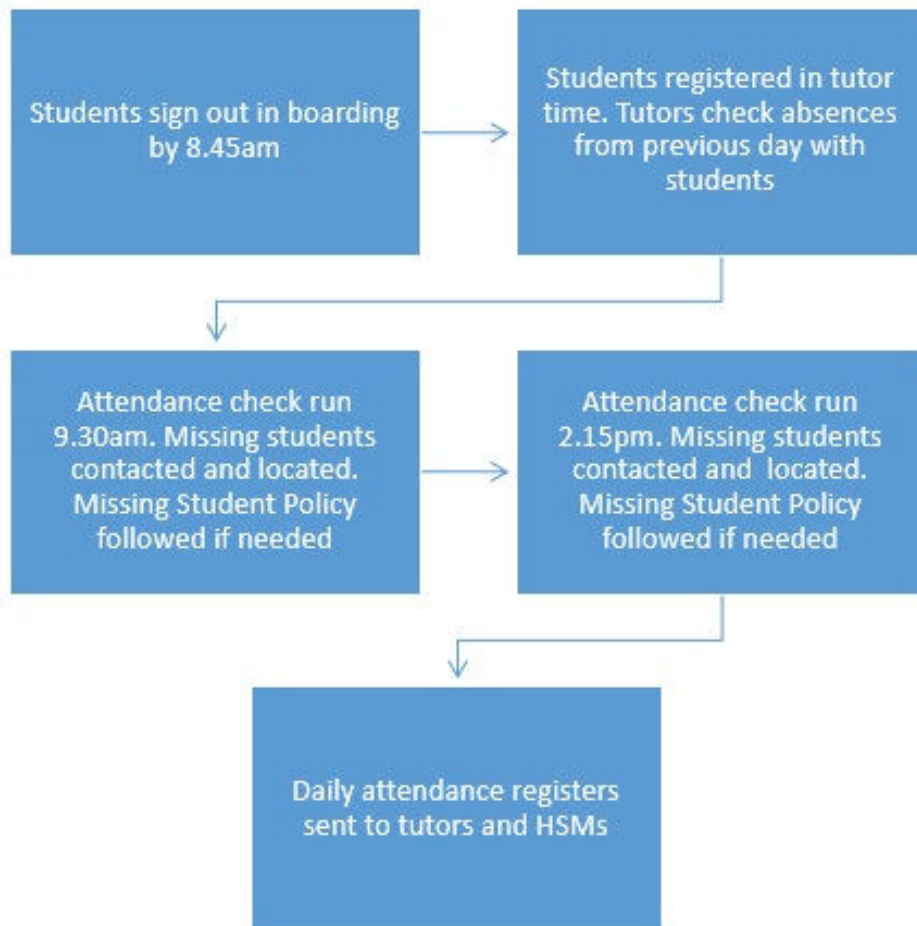 Students sign out in boarding
by 8.45am
Students registered in tutor
time. Tutors check absences
from previous day with
students
Attendance check run
9.30am. Missing students
contacted and located.
Missing Student Policy
followed if needed
Attendance check run
2.15pm. Missing students
contacted and  located.
Missing Student Policy
followed if needed
Daily attendance registers
sent to tutors and HSMs